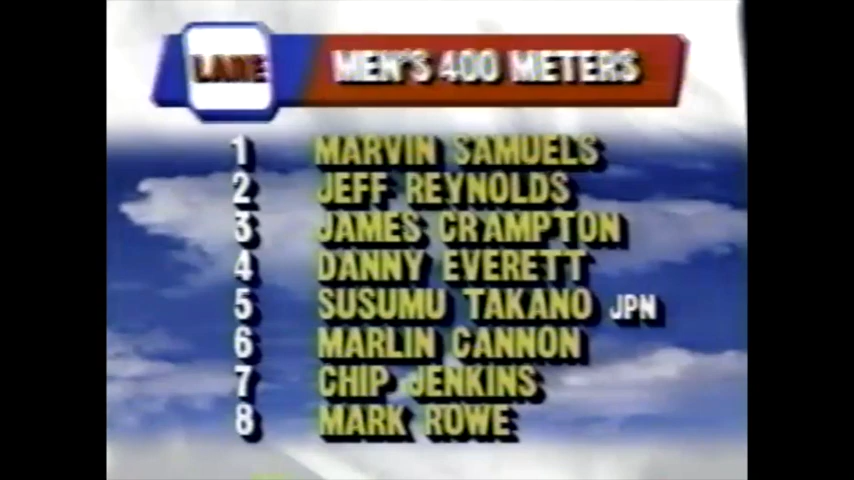 LANE MEN'S 400 METERS
1 MARVIN SAMUELS
2 JEFF REYNOLDS
3 JAMES CRAMPTON
4 DANNY EVERETT
5 SUSUMU TAKANO JPN
6 MARLIN CANNON
7 CHIP JENKINS
8 MARK ROWE